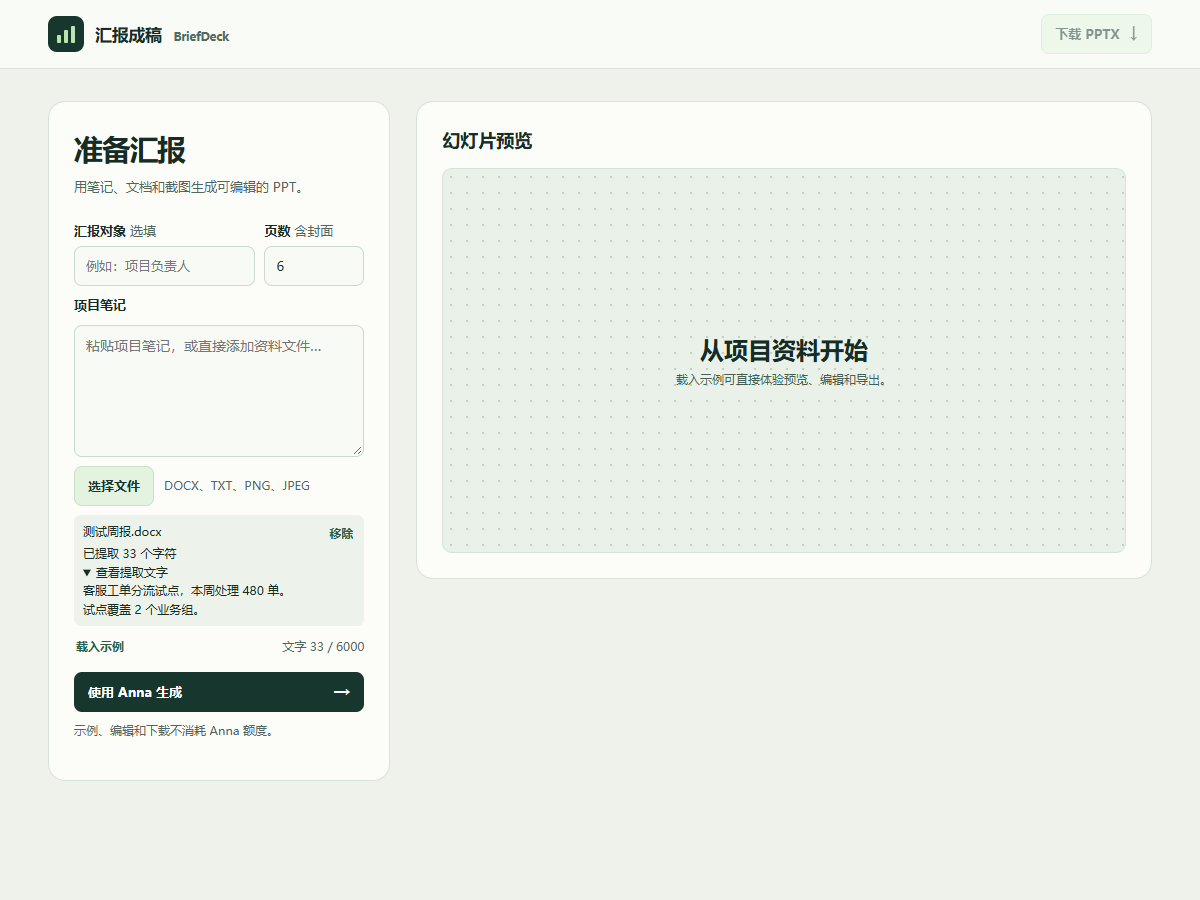 汇报成稿 BriefDeck
下载 PPTX ↓
准备汇报
用笔记、文档和截图生成可编辑的 PPT。
汇报对象 选填
页数 含封面
例如：项目负责人
6
项目笔记
粘贴项目笔记，或直接添加资料文件...
选择文件
DOCX、TXT、PNG、JPEG
测试周报.docx
移除
已提取 33 个字符
▼ 查看提取文字
客服工单分流试点，本周处理 480 单。
试点覆盖 2 个业务组。
载入示例
文字 33 / 6000
使用 Anna 生成 →
示例、编辑和下载不消耗 Anna 额度。
幻灯片预览
从项目资料开始
载入示例可直接体验预览、编辑和导出。